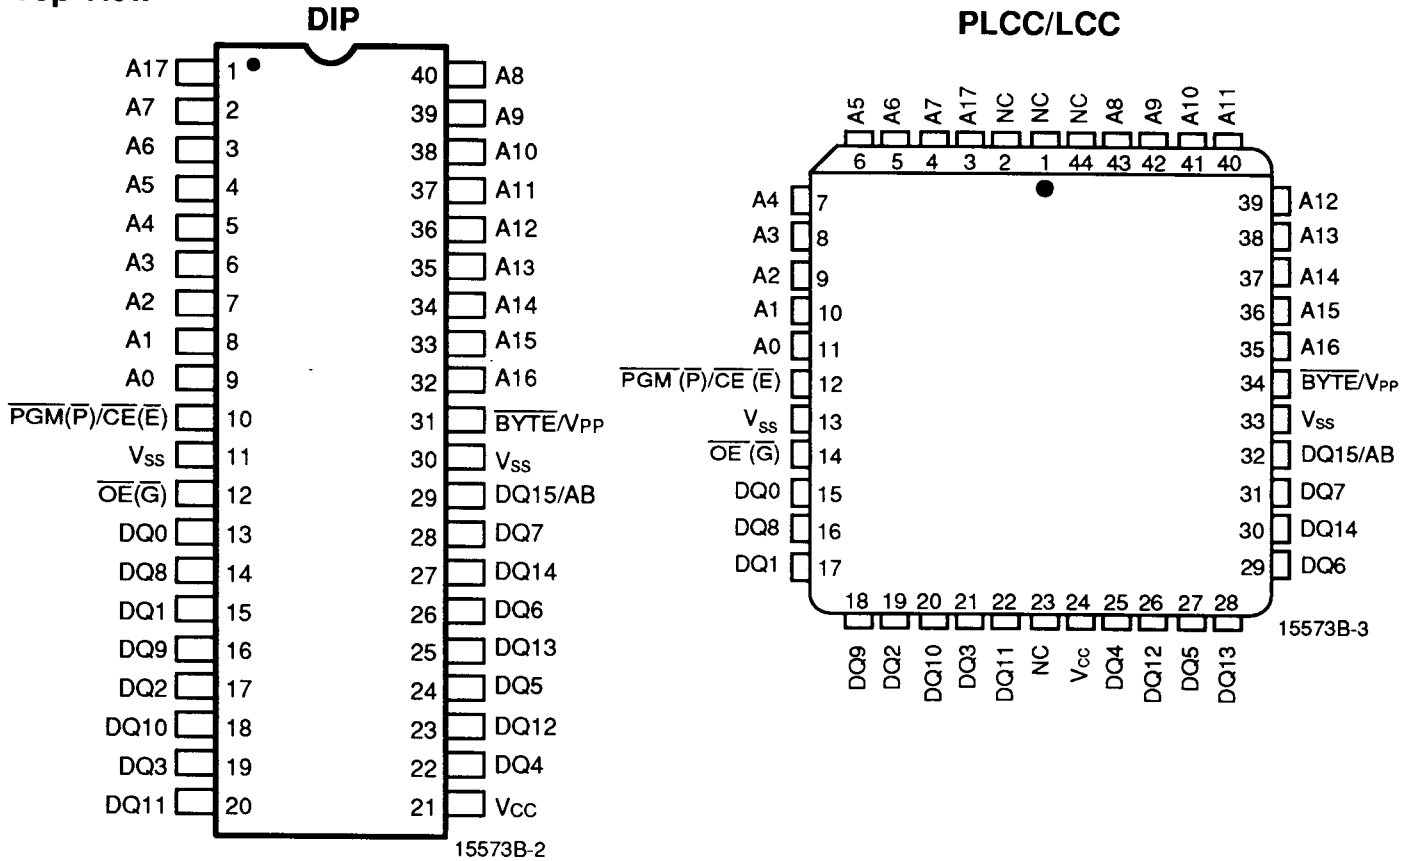 DIP
A17 1 40 A8
A7 2 39 A9
A6 3 38 A10
A5 4 37 A11
A4 5 36 A12
A3 6 35 A13
A2 7 34 A14
A1 8 33 A15
A0 9 32 A16
PGM(P)/CE(E) 10 31 BYTE/VPP
VSS 11 30 VSS
OE(G) 12 29 DQ15/AB
DQ0 13 28 DQ7
DQ8 14 27 DQ14
DQ1 15 26 DQ6
DQ9 16 25 DQ13
DQ2 17 24 DQ5
DQ10 18 23 DQ12
DQ3 19 22 DQ4
DQ11 20 21 VCC
15573B-2
PLCC/LCC
A5 A6 A7 A17 NC NC NC A8 A9 A10 A11
6 5 4 3 2 1 44 43 42 41 40
A4 7 39 A12
A3 8 38 A13
A2 9 37 A14
A1 10 36 A15
A0 11 35 A16
PGM (P)/CE (E) 12 34 BYTE/VPP
VSS 13 33 VSS
OE (G) 14 32 DQ15/AB
DQ0 15 31 DQ7
DQ8 16 30 DQ14
DQ1 17 29 DQ6
18 19 20 21 22 23 24 25 26 27 28
DQ9 DQ2 DQ10 DQ3 DQ11 NC VCC DQ4 DQ12 DQ5 DQ13
15573B-3